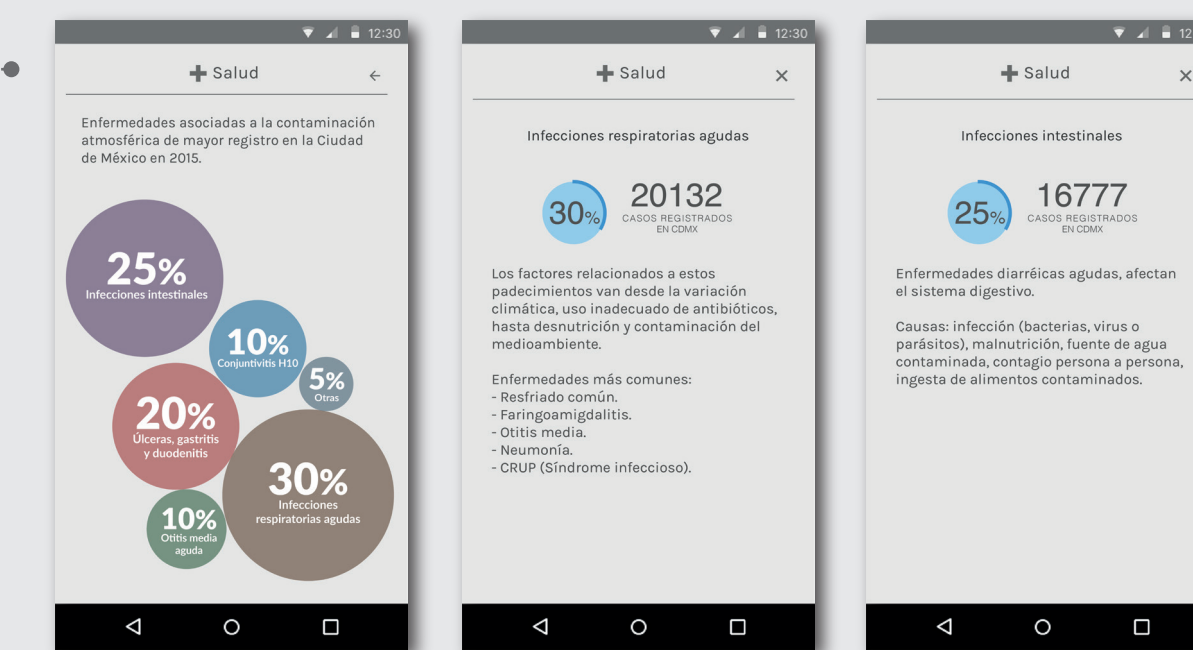 12:30
Salud
Enfermedades asociadas a la contaminación
atmosférica de mayor registro en la Ciudad
de México en 2015.
25%
Infecciones intestinales
10%
Conjuntivitis H10
5%
Otras
20%
Úlceras, gastritis
y duodenitis
30%
Infecciones
respiratorias agudas
10%
Otitis media
aguda
12:30
Salud
Infecciones respiratorias agudas
30%
20132
CASOS REGISTRADOS
EN CDMX
Los factores relacionados a estos
padecimientos van desde la variación
climática, uso inadecuado de antibióticos,
hasta desnutrición y contaminación del
medioambiente.
Enfermedades más comunes:
- Resfriado común.
- Faringoamigdalitis.
- Otitis media.
- Neumonía.
- CRUP (Síndrome infeccioso).
12
Salud
Infecciones intestinales
25%
16777
CASOS REGISTRADOS
EN CDMX
Enfermedades diarréicas agudas, afectan
el sistema digestivo.
Causas: infección (bacterias, virus o
parásitos), malnutrición, fuente de agua
contaminada, contagio persona a persona,
ingesta de alimentos contaminados.